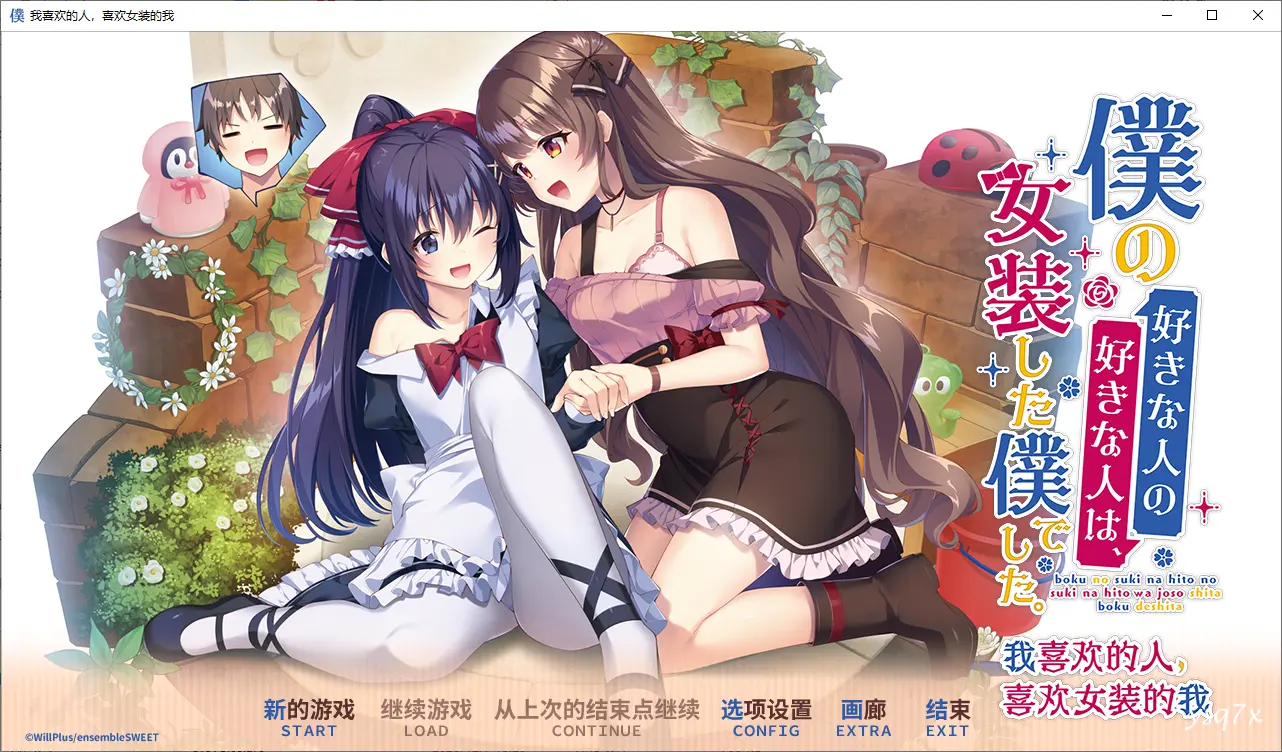 僕 我喜欢的人，喜欢女装的我
僕の
好きな人の
好きな人は、
女装した僕でした。
boku no suki na hito no
suki na hito wa joso shita
boku deshita
我喜欢的人，
喜欢女装的我
新的游戏 继续游戏 从上次的结束点继续 选项设置 画廊 结束
START LOAD CONTINUE CONFIG EXTRA EXIT
©WillPlus/ensembleSWEET